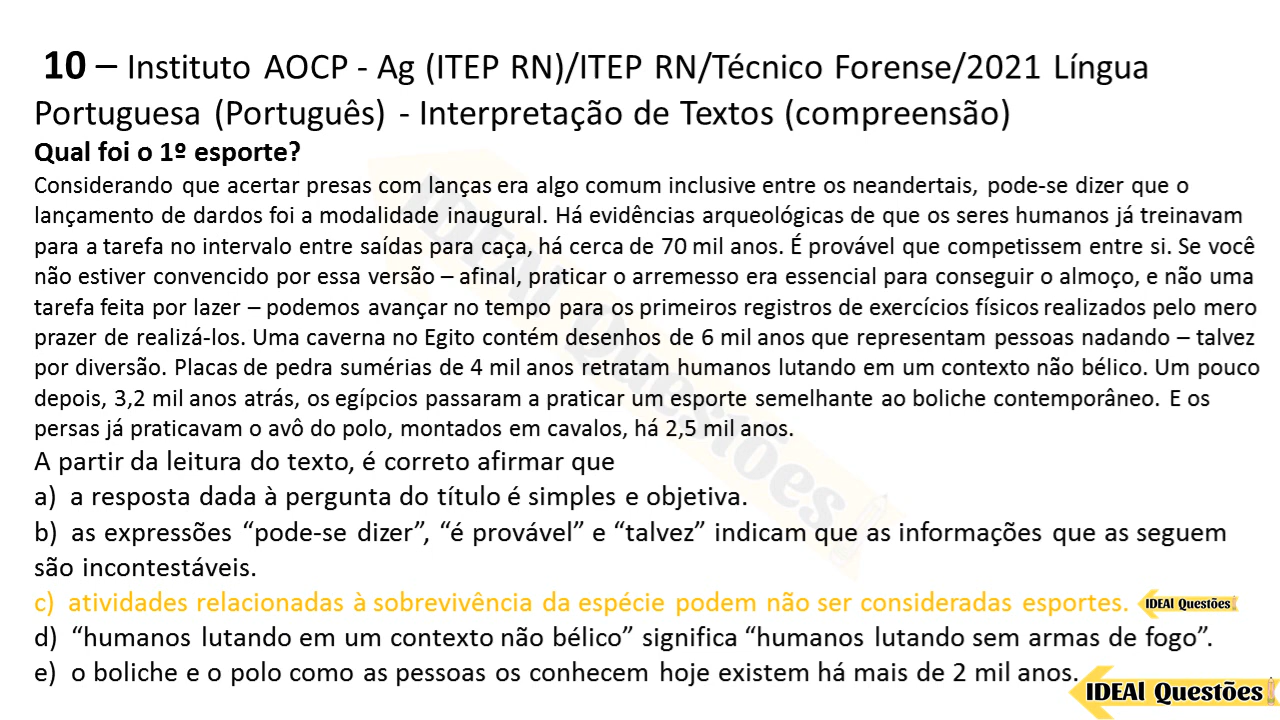 10 – Instituto AOCP - Ag (ITEP RN)/ITEP RN/Técnico Forense/2021 Língua
Portuguesa (Português) - Interpretação de Textos (compreensão)
Qual foi o 1º esporte?
Considerando que acertar presas com lanças era algo comum inclusive entre os neandertais, pode-se dizer que o
lançamento de dardos foi a modalidade inaugural. Há evidências arqueológicas de que os seres humanos já treinavam
para a tarefa no intervalo entre saídas para caça, há cerca de 70 mil anos. É provável que competissem entre si. Se você
não estiver convencido por essa versão – afinal, praticar o arremesso era essencial para conseguir o almoço, e não uma
tarefa feita por lazer – podemos avançar no tempo para os primeiros registros de exercícios físicos realizados pelo mero
prazer de realizá-los. Uma caverna no Egito contém desenhos de 6 mil anos que representam pessoas nadando – talvez
por diversão. Placas de pedra sumérias de 4 mil anos retratam humanos lutando em um contexto não bélico. Um pouco
depois, 3,2 mil anos atrás, os egípcios passaram a praticar um esporte semelhante ao boliche contemporâneo. E os
persas já praticavam o avô do polo, montados em cavalos, há 2,5 mil anos.
A partir da leitura do texto, é correto afirmar que
a) a resposta dada à pergunta do título é simples e objetiva.
b) as expressões “pode-se dizer”, “é provável” e “talvez” indicam que as informações que as seguem
são incontestáveis.
c) atividades relacionadas à sobrevivência da espécie podem não ser consideradas esportes. IDEAl Questões
d) “humanos lutando em um contexto não bélico” significa “humanos lutando sem armas de fogo”.
e) o boliche e o polo como as pessoas os conhecem hoje existem há mais de 2 mil anos.
IDEAl Questões
IDEAl Questões